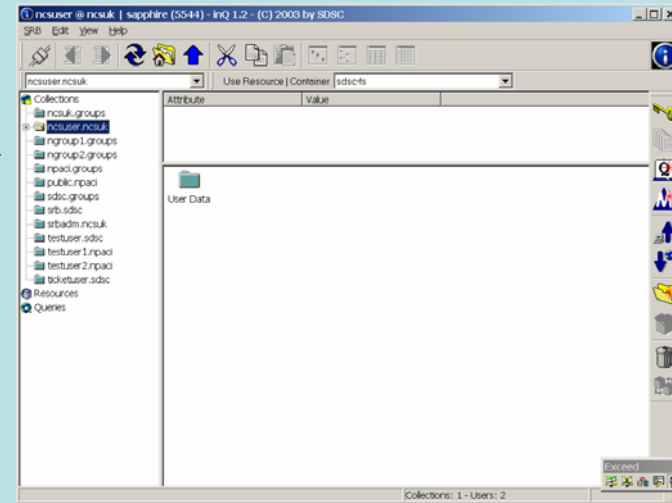 ncsuser @ ncsuk | sapphire (5544) - inQ 1.2 - (C) 2003 by SDSC
SRB Edit View Help
ncsuser.ncsuk
Use Resource | Container
sdsc-fs
Collections
ncsuk.groups
ncsuser.ncsuk
ngroup1.groups
ngroup2.groups
npaci.groups
public.npaci
sdsc.groups
srb.sdsc
srbadm.ncsuk
testuser.sdsc
testuser1.npaci
testuser2.npaci
ticketuser.sdsc
Resources
Queries
Attribute
Value
User Data
Exceed
Collections: 1 - Users: 2